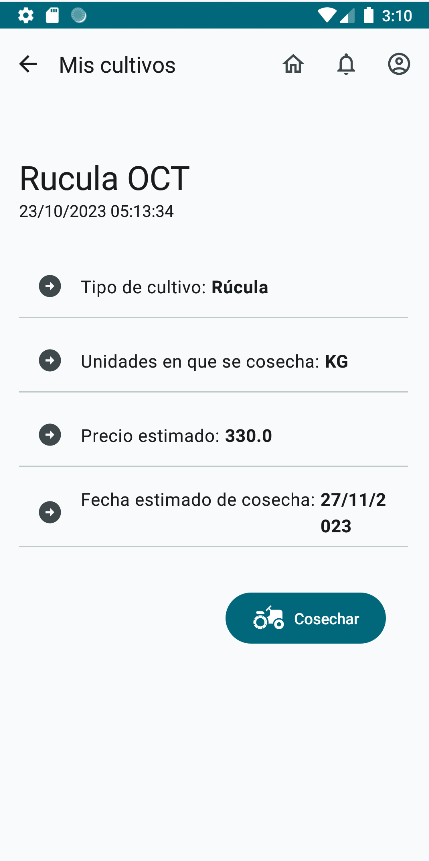 3:10
Mis cultivos
Rucula OCT
23/10/2023 05:13:34
Tipo de cultivo: Rúcula
Unidades en que se cosecha: KG
Precio estimado: 330.0
Fecha estimado de cosecha: 27/11/2
023
Cosechar